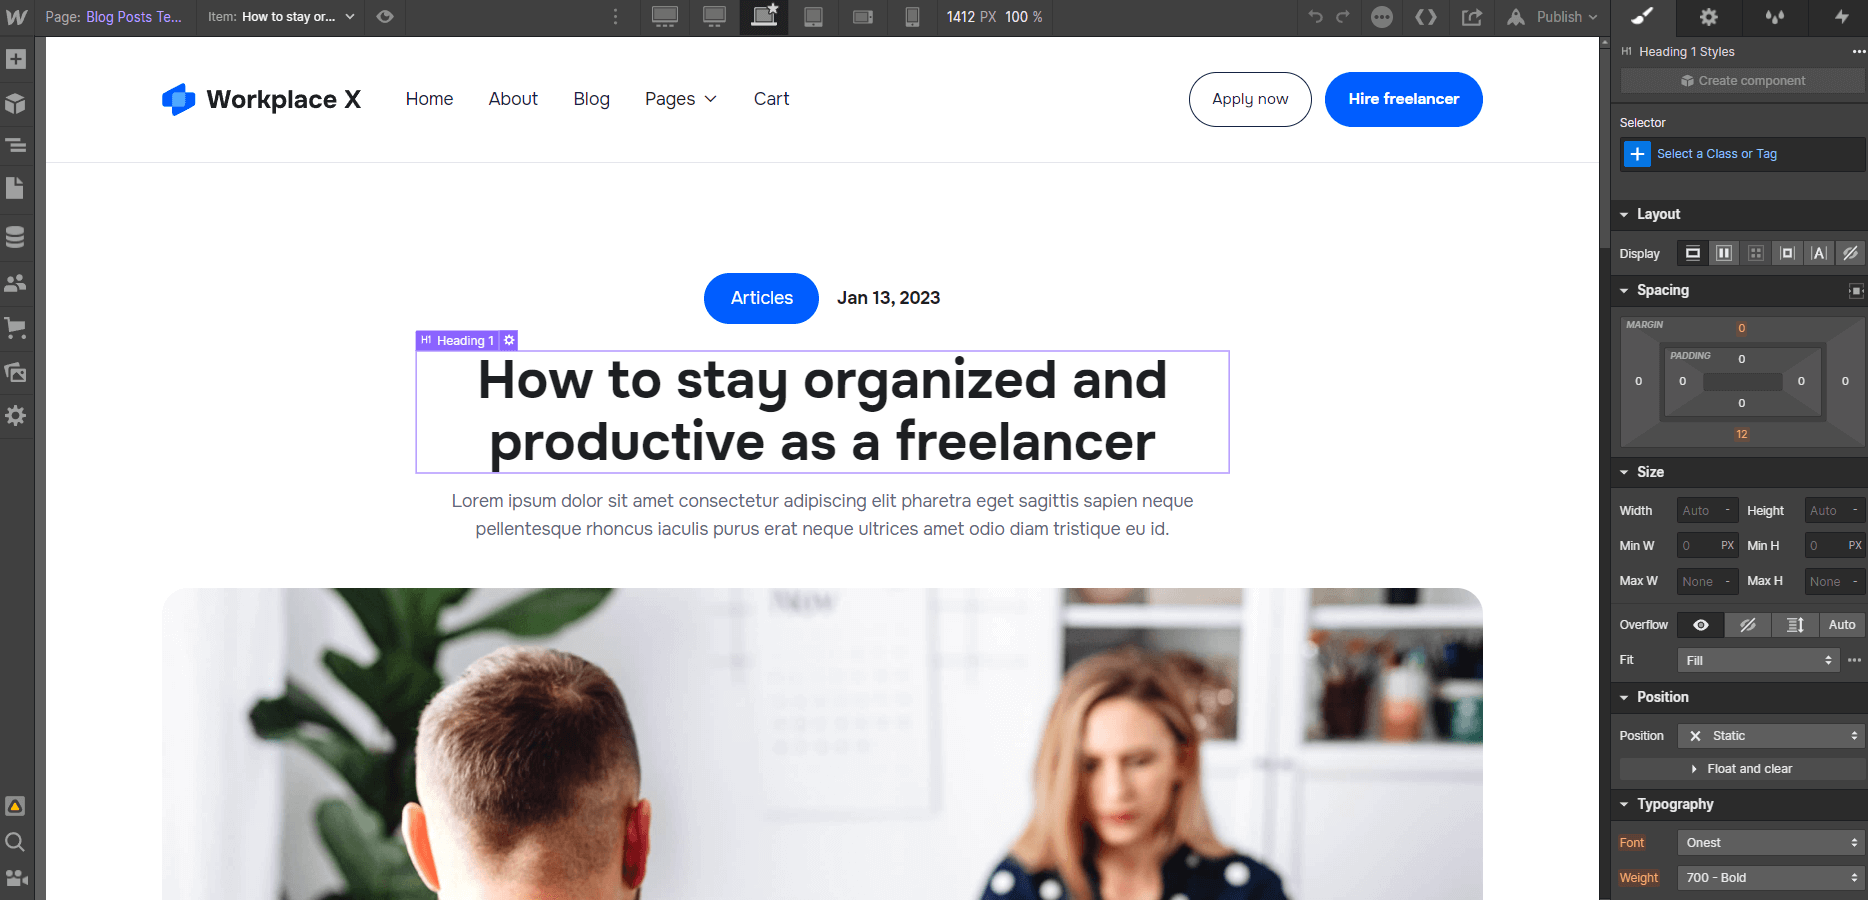 Page: Blog Posts Te...
Item: How to stay or...
1412 PX 100 %
Publish
Workplace X
Home
About
Blog
Pages
Cart
Apply now
Hire freelancer
Articles
Jan 13, 2023
H1 Heading 1
How to stay organized and
productive as a freelancer
Lorem ipsum dolor sit amet consectetur adipiscing elit pharetra eget sagittis sapien neque
pellentesque rhoncus iaculis purus erat neque ultrices amet odio diam tristique eu id.
H1 Heading 1 Styles
Create component
Selector
Select a Class or Tag
Layout
Display
Spacing
MARGIN
0
PADDING
0
0
0
0
0
0
12
Size
Width Auto - Height Auto -
Min W 0 PX Min H 0 PX
Max W None - Max H None -
Overflow Auto
Fit Fill
Position
Position Static
Float and clear
Typography
Font Onest
Weight 700 - Bold